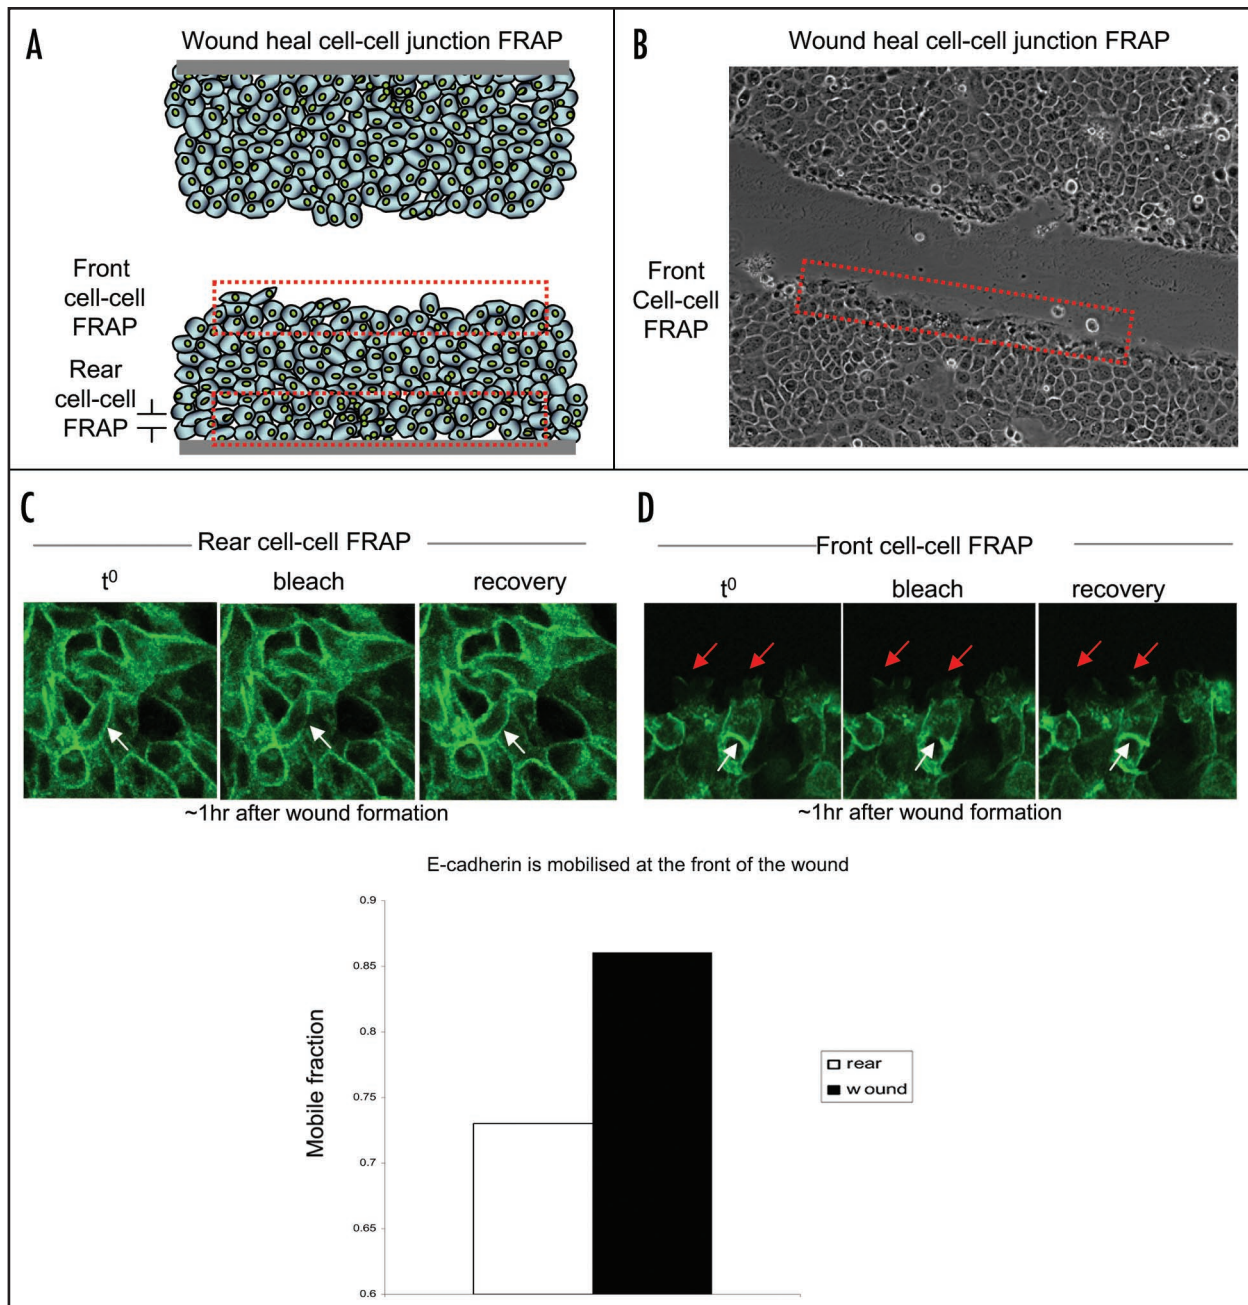 A
Wound heal cell-cell junction FRAP
Front
cell-cell
FRAP
Rear
cell-cell
FRAP
B
Wound heal cell-cell junction FRAP
Front
Cell-cell
FRAP
C
Rear cell-cell FRAP
t⁰ bleach recovery
~1hr after wound formation
D
Front cell-cell FRAP
t⁰ bleach recovery
~1hr after wound formation
E-cadherin is mobilised at the front of the wound
Mobile fraction
0.9
0.85
0.8
0.75
0.7
0.65
0.6
rear
wound